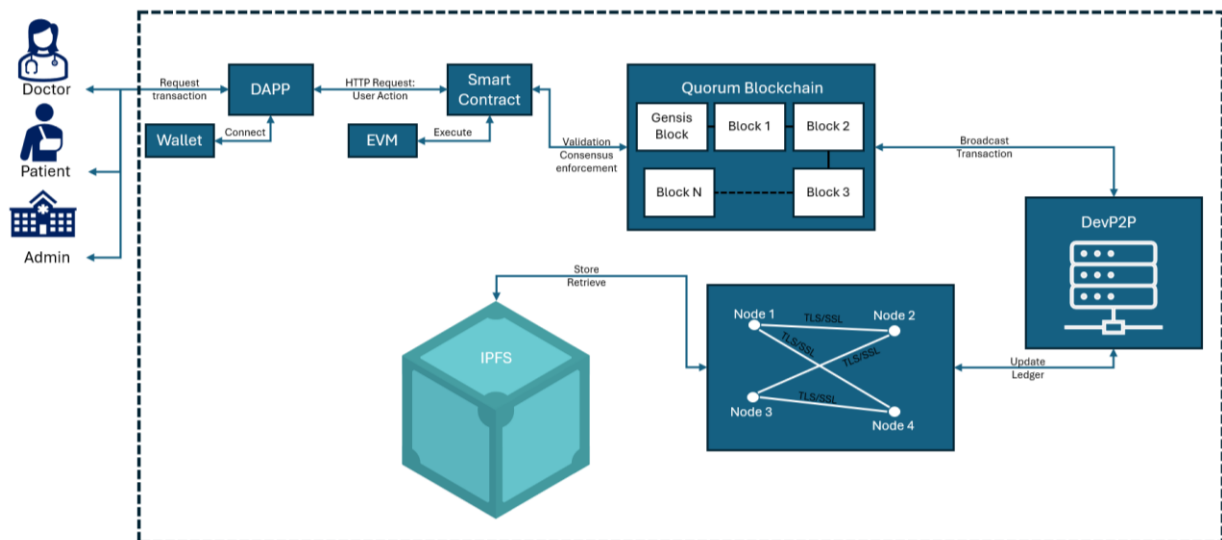 Doctor
Patient
Admin
Request
transaction
DAPP
Wallet
Connect
HTTP Request:
User Action
Smart
Contract
EVM
Execute
Validation
Consensus
enforcement
Quorum Blockchain
Gensis
Block
Block 1
Block 2
Block N
Block 3
Broadcast
Transaction
DevP2P
Store
Retrieve
IPFS
Node 1
TLS/SSL
Node 2
TLS/SSL
TLS/SSL
Node 3
TLS/SSL
Node 4
Update
Ledger